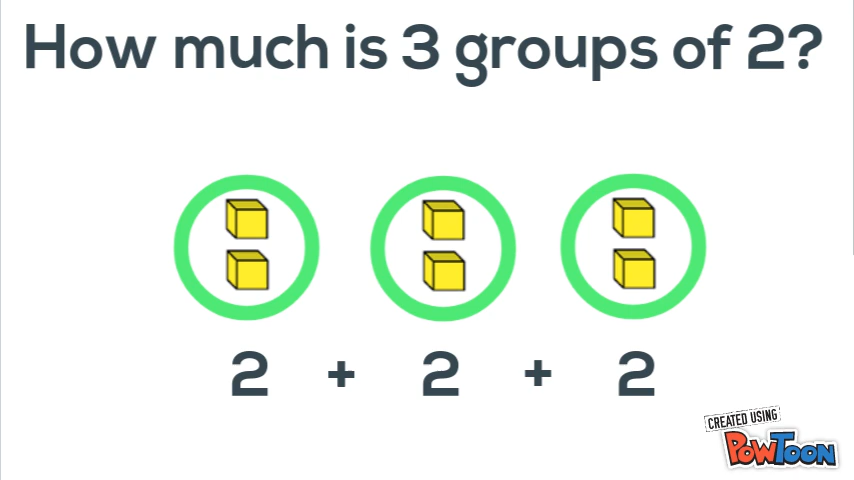 How much is 3 groups of 2?
2 + 2 + 2
CREATED USING
POWTOON